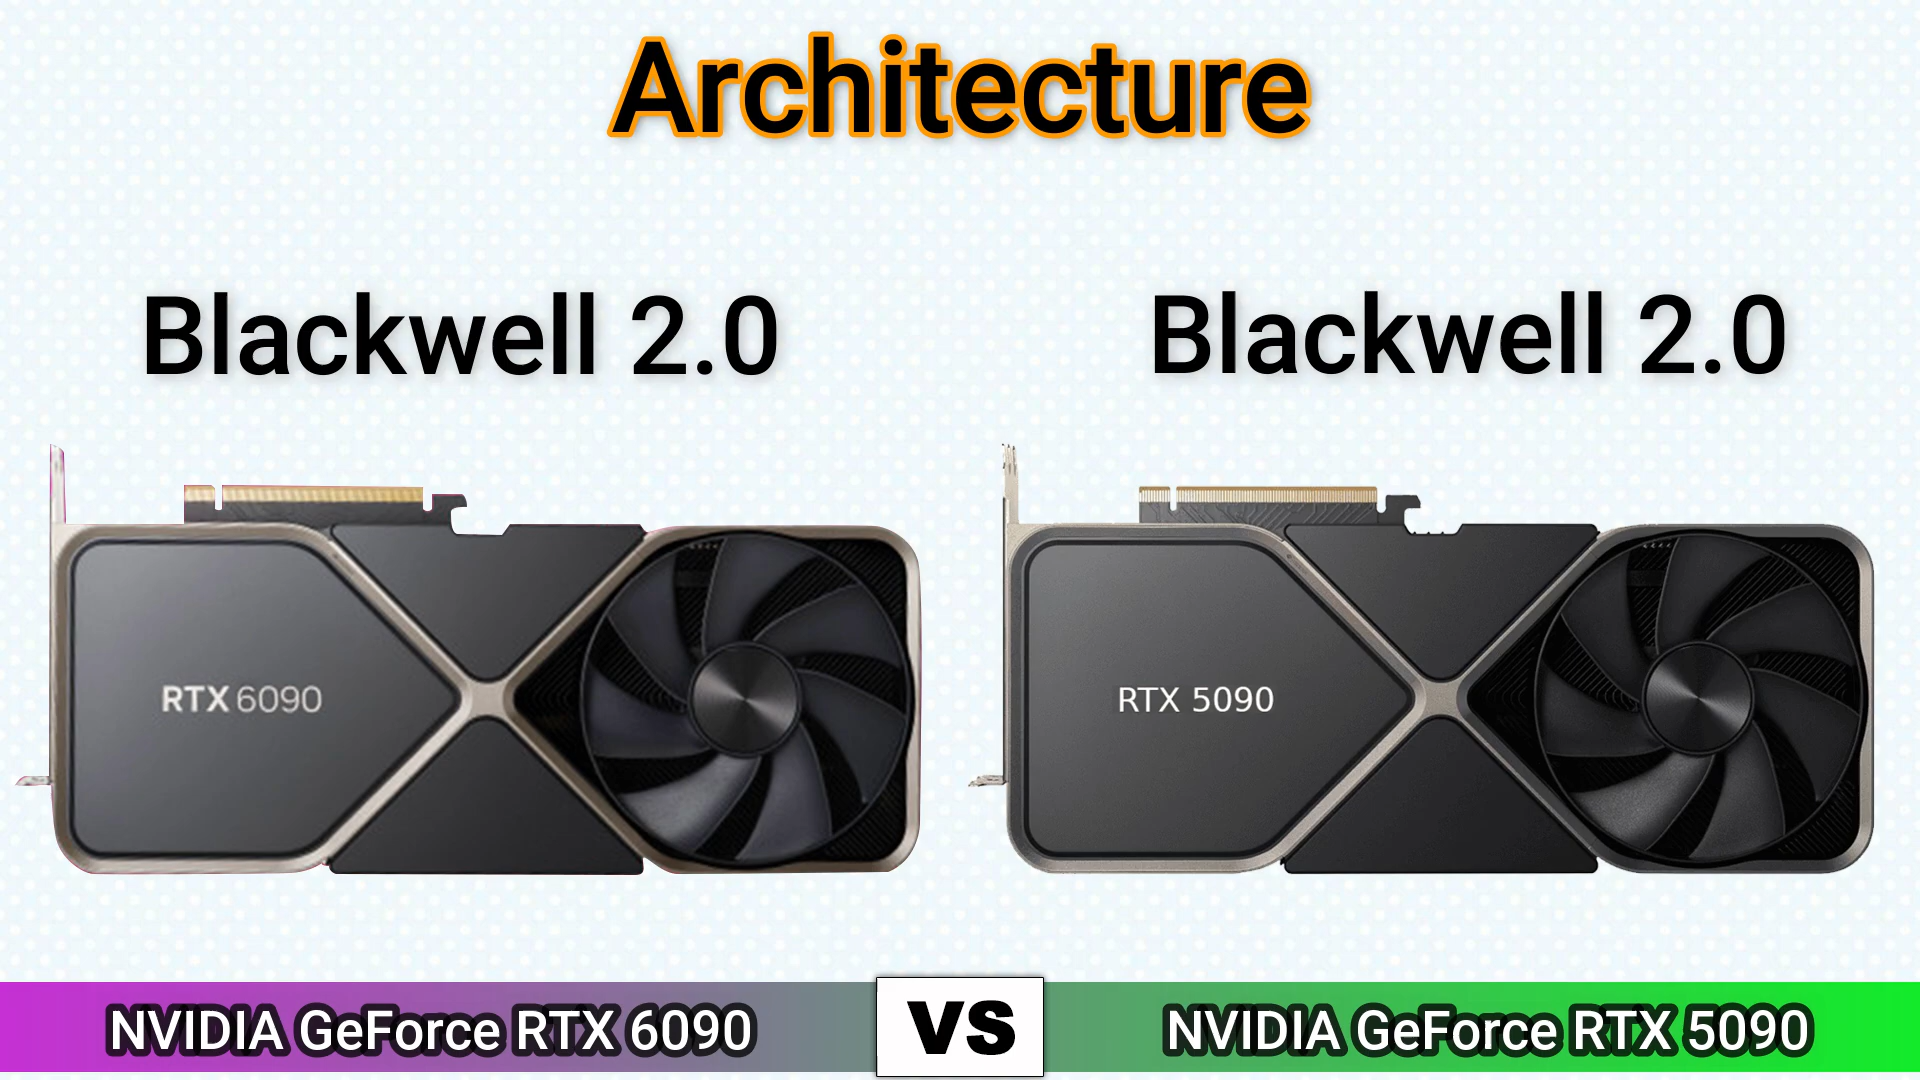 Architecture
Blackwell 2.0
Blackwell 2.0
RTX 6090
RTX 5090
NVIDIA GeForce RTX 6090
VS
NVIDIA GeForce RTX 5090